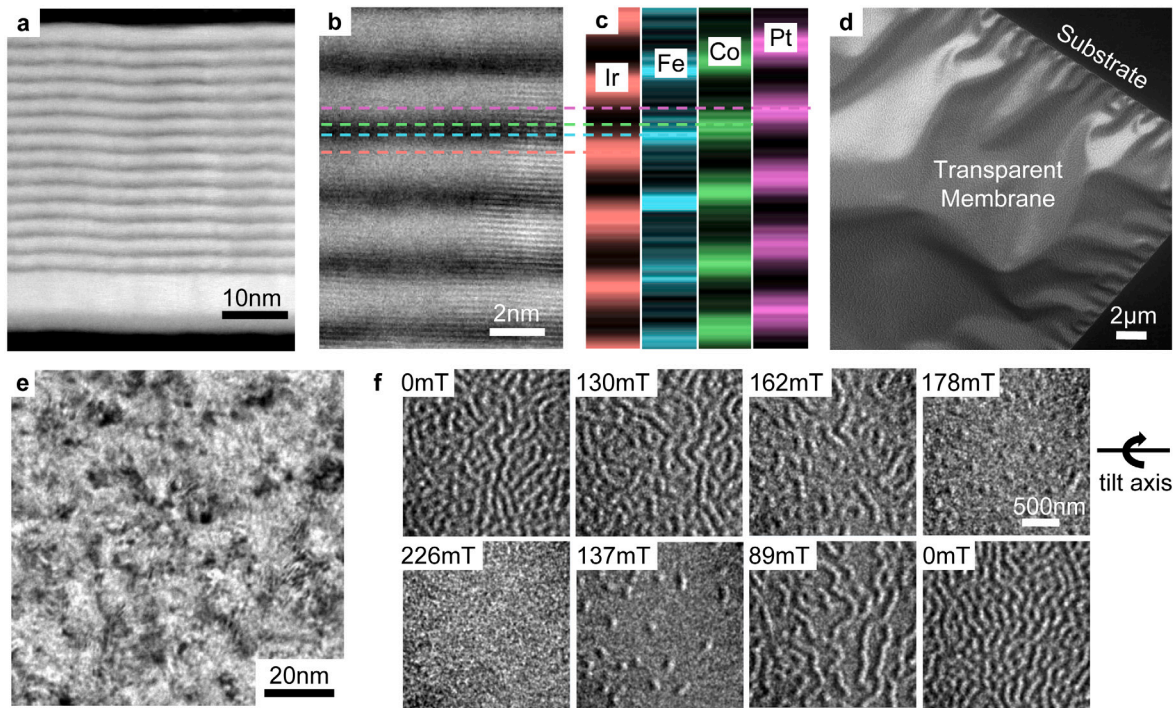 a
10nm
b
2nm
c
Ir
Fe
Co
Pt
d
Substrate
Transparent
Membrane
2μm
e
20nm
f
0mT
130mT
162mT
178mT
500nm
tilt axis
226mT
137mT
89mT
0mT